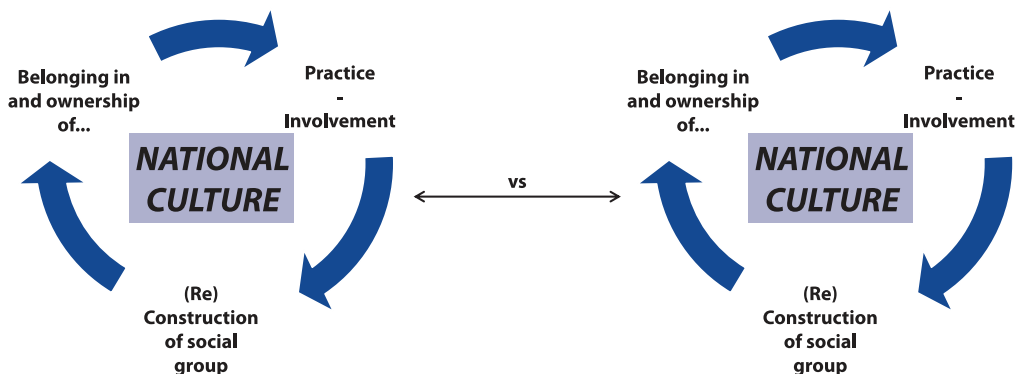 Belonging in
and ownership
of...
Practice
-
Involvement
NATIONAL
CULTURE
(Re)
Construction
of social
group
vs
Belonging in
and ownership
of...
Practice
-
Involvement
NATIONAL
CULTURE
(Re)
Construction
of social
group